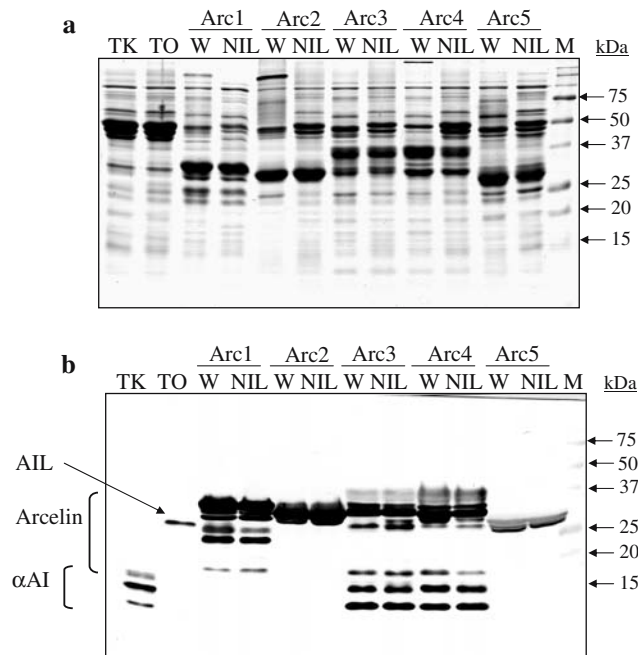 a
Arc1 Arc2 Arc3 Arc4 Arc5
TK TO W NIL W NIL W NIL W NIL W NIL M kDa
75
50
37
25
20
15
b
Arc1 Arc2 Arc3 Arc4 Arc5
TK TO W NIL W NIL W NIL W NIL W NIL M kDa
75
50
AIL
37
Arcelin
25
20
αAI
15